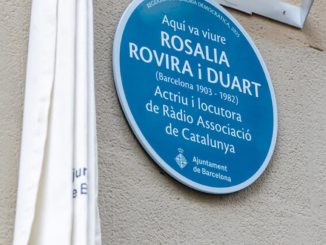 Aquí va viure
ROSALIA
ROVIRA i DUART
(Barcelona 1903 - 1982)
Actriu i locutora
de Ràdio Associació
de Catalunya
Ajuntament
de Barcelona